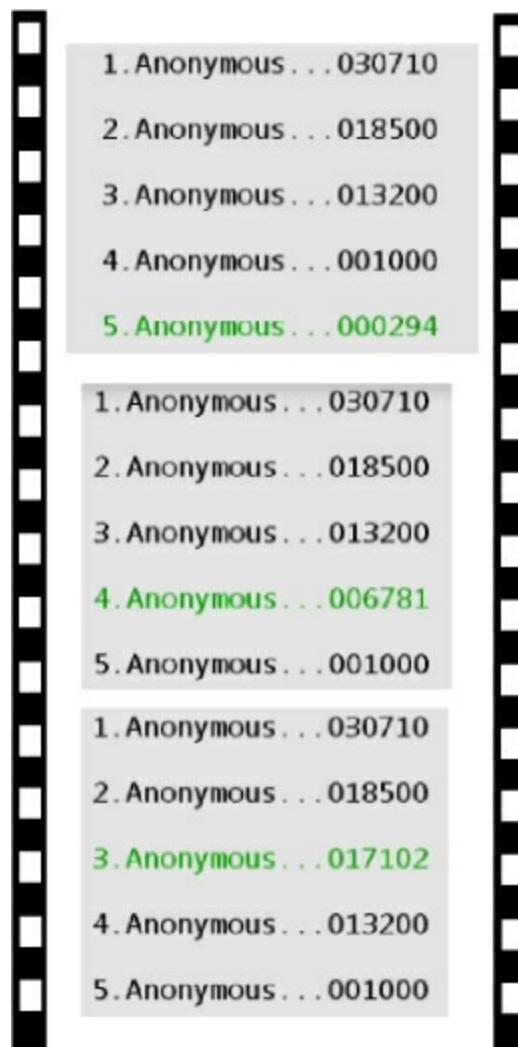 1.Anonymous...030710
2.Anonymous...018500
3.Anonymous...013200
4.Anonymous...001000
5.Anonymous...000294
1.Anonymous...030710
2.Anonymous...018500
3.Anonymous...013200
4.Anonymous...006781
5.Anonymous...001000
1.Anonymous...030710
2.Anonymous...018500
3.Anonymous...017102
4.Anonymous...013200
5.Anonymous...001000